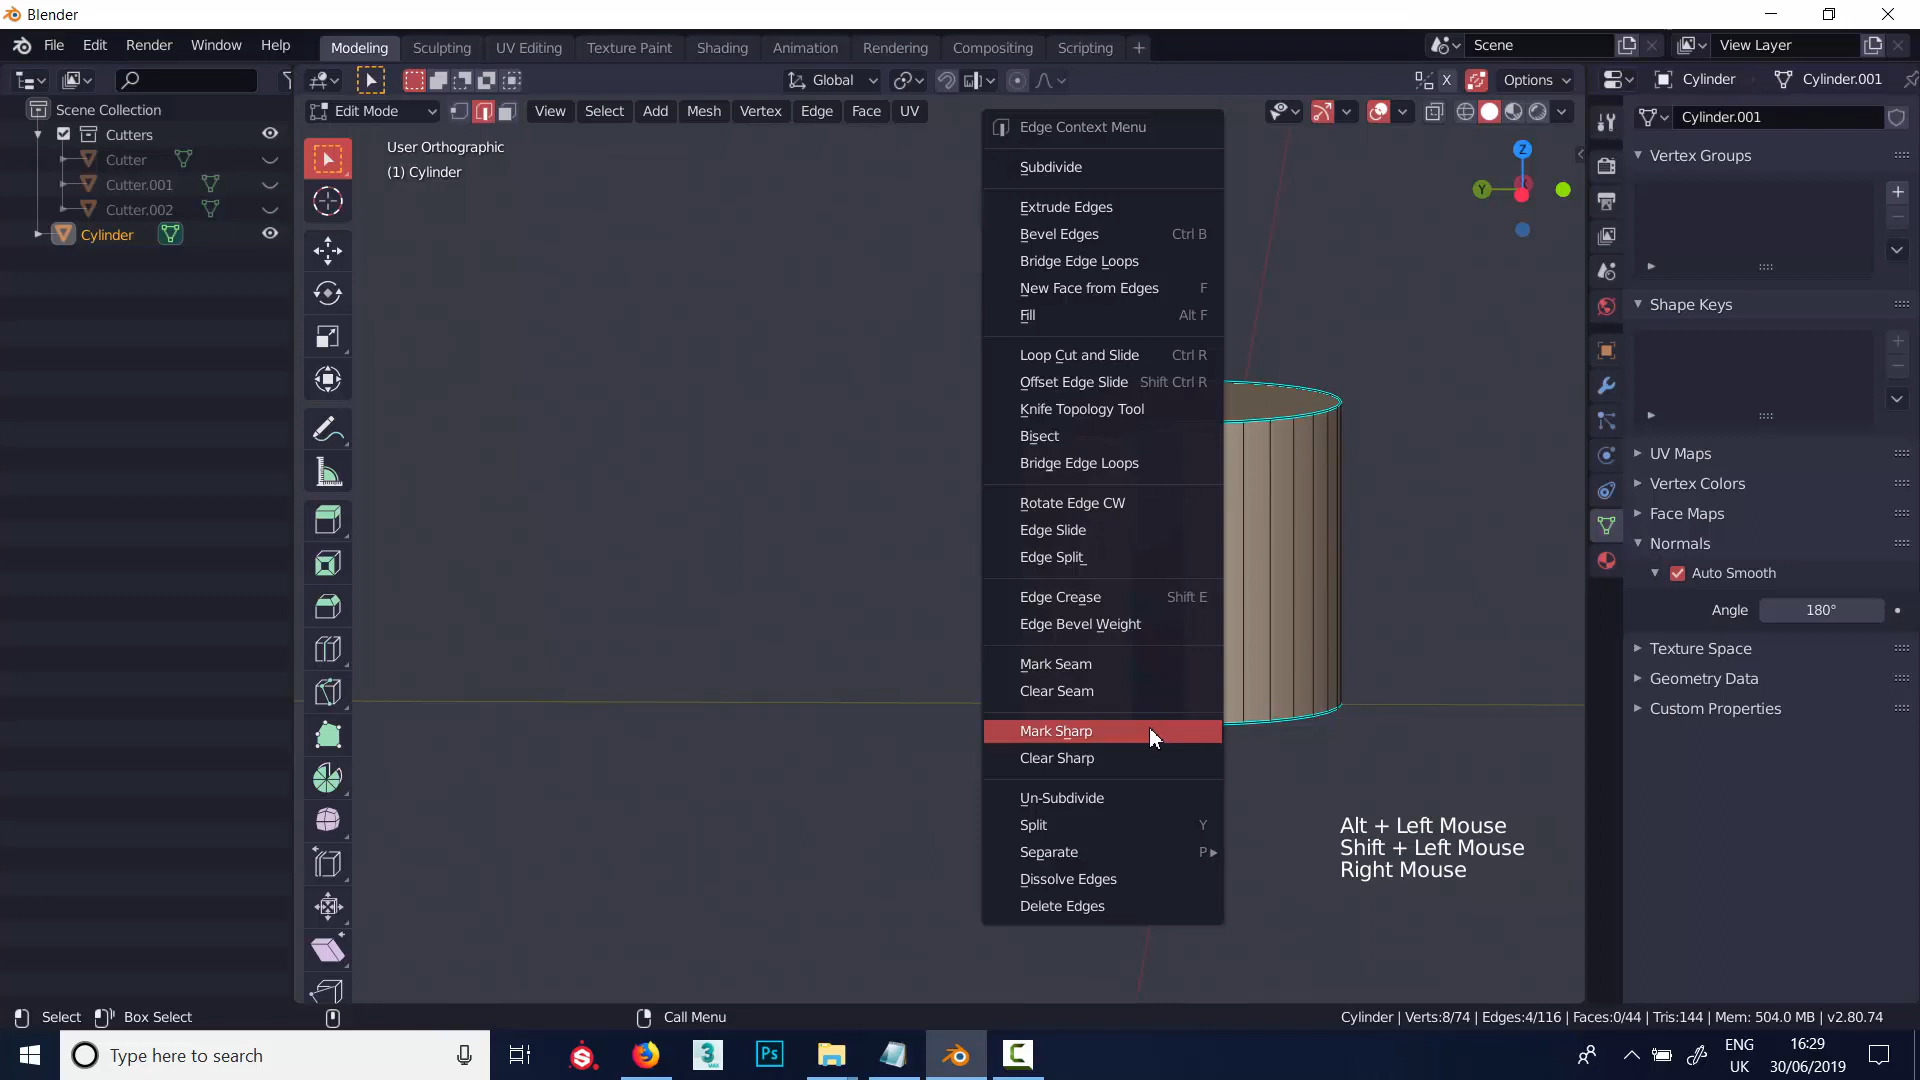 Blender
File Edit Render Window Help
Modeling Sculpting UV Editing Texture Paint Shading Animation Rendering Compositing Scripting +
Scene
View Layer
Global
X
Options
Cylinder
Cylinder.001
Scene Collection
Cutters
Cutter
Cutter.001
Cutter.002
Cylinder
Edit Mode
View Select Add Mesh Vertex Edge Face UV
User Orthographic
(1) Cylinder
Edge Context Menu
Subdivide
Extrude Edges
Bevel Edges Ctrl B
Bridge Edge Loops
New Face from Edges F
Fill Alt F
Loop Cut and Slide Ctrl R
Offset Edge Slide Shift Ctrl R
Knife Topology Tool
Bisect
Bridge Edge Loops
Rotate Edge CW
Edge Slide
Edge Split
Edge Crease Shift E
Edge Bevel Weight
Mark Seam
Clear Seam
Mark Sharp
Clear Sharp
Un-Subdivide
Split Y
Separate P
Dissolve Edges
Delete Edges
Z
Y
Alt + Left Mouse
Shift + Left Mouse
Right Mouse
Cylinder.001
Vertex Groups
Shape Keys
UV Maps
Vertex Colors
Face Maps
Normals
Auto Smooth
Angle 180°
Texture Space
Geometry Data
Custom Properties
Select
Box Select
Call Menu
Cylinder | Verts:8/74 | Edges:4/116 | Faces:0/44 | Tris:144 | Mem: 504.0 MB | v2.80.74
Type here to search
S
3
MAX
Ps
C
ENG
UK
16:29
30/06/2019